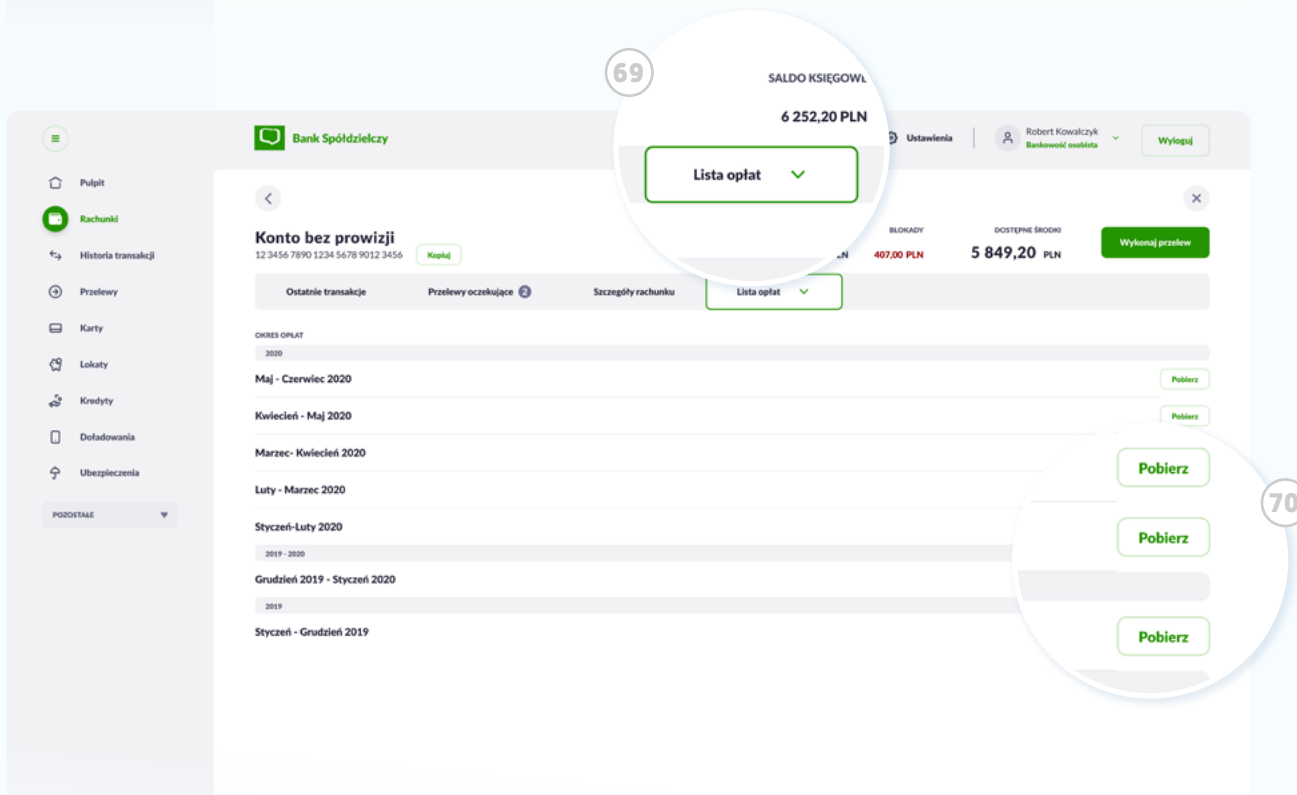 69
SALDO KSIĘGOWE
6 252,20 PLN
Lista opłat
Bank Spółdzielczy
Ustawienia
Robert Kowalczyk
Bankowość osobista
Wyloguj
Pulpit
Rachunki
Historia transakcji
Przelewy
Karty
Lokaty
Kredyty
Doładowania
Ubezpieczenia
POZOSTAŁE
Konto bez prowizji
12 3456 7890 1234 5678 9012 3456
Kopiuj
BLOKADY
407,00 PLN
DOSTĘPNE ŚRODKI
5 849,20 PLN
Wykonaj przelew
Ostatnie transakcje
Przelewy oczekujące 2
Szczegóły rachunku
Lista opłat
OKRES OPŁAT
2020
Maj - Czerwiec 2020
Pobierz
Kwiecień - Maj 2020
Pobierz
Marzec- Kwiecień 2020
Pobierz
Luty - Marzec 2020
70
Styczeń-Luty 2020
Pobierz
2019 - 2020
Grudzień 2019 - Styczeń 2020
2019
Styczeń - Grudzień 2019
Pobierz